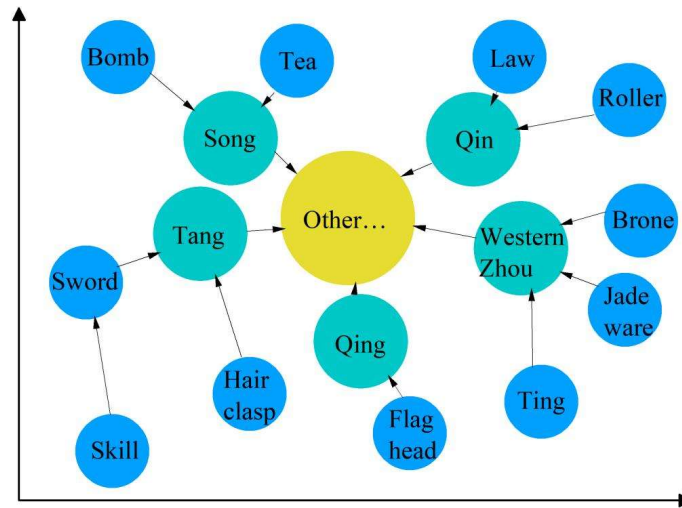 Bomb
Tea
Law
Roller
Song
Qin
Other…
Tang
Western
Zhou
Brone
Sword
Jade
ware
Qing
Hair
clasp
Ting
Flag
head
Skill